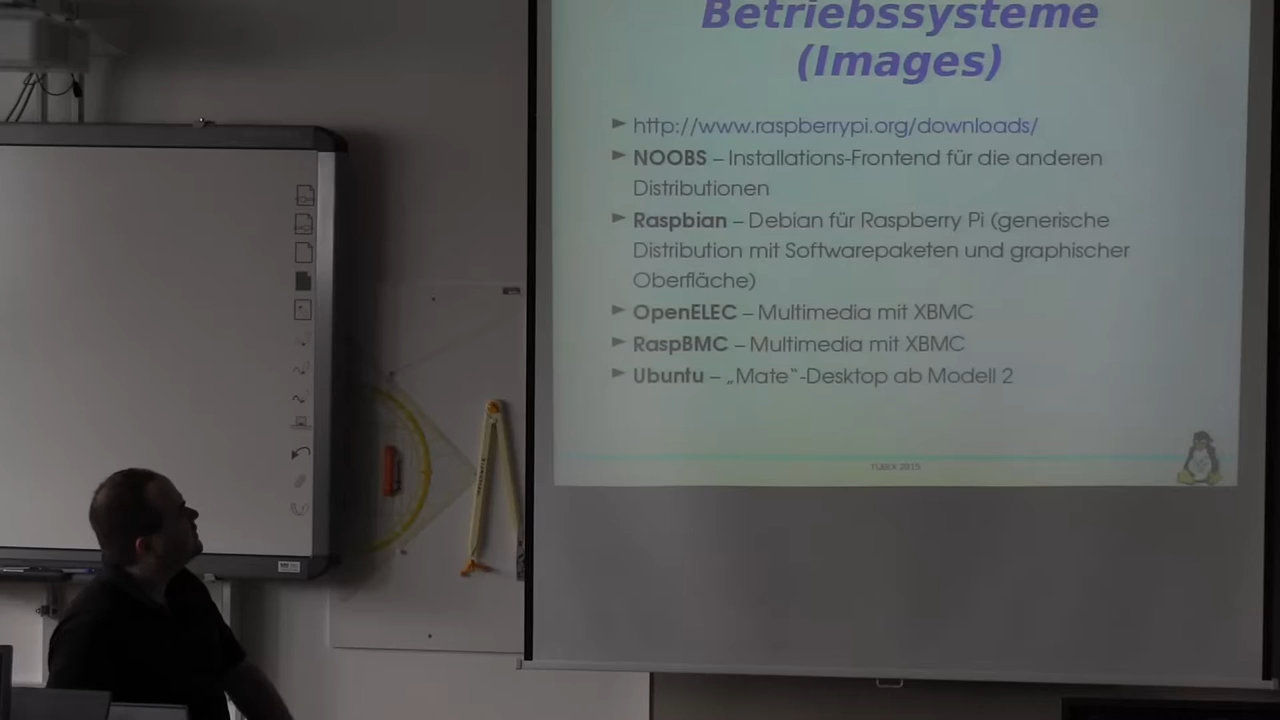 Betriebssysteme
(Images)
http://www.raspberrypi.org/downloads/
NOOBS – Installations-Frontend für die anderen
Distributionen
Raspbian – Debian für Raspberry Pi (generische
Distribution mit Softwarepaketen und graphischer
Oberfläche)
OpenELEC – Multimedia mit XBMC
RaspBMC – Multimedia mit XBMC
Ubuntu – „Mate“-Desktop ab Modell 2